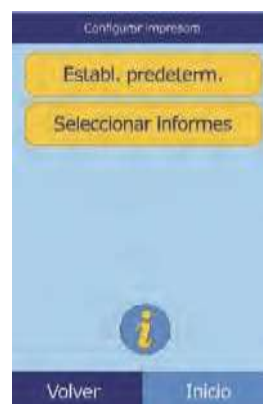 Configurar impresora
Establ. predeterm.
Seleccionar informes
i
Volver Inicio